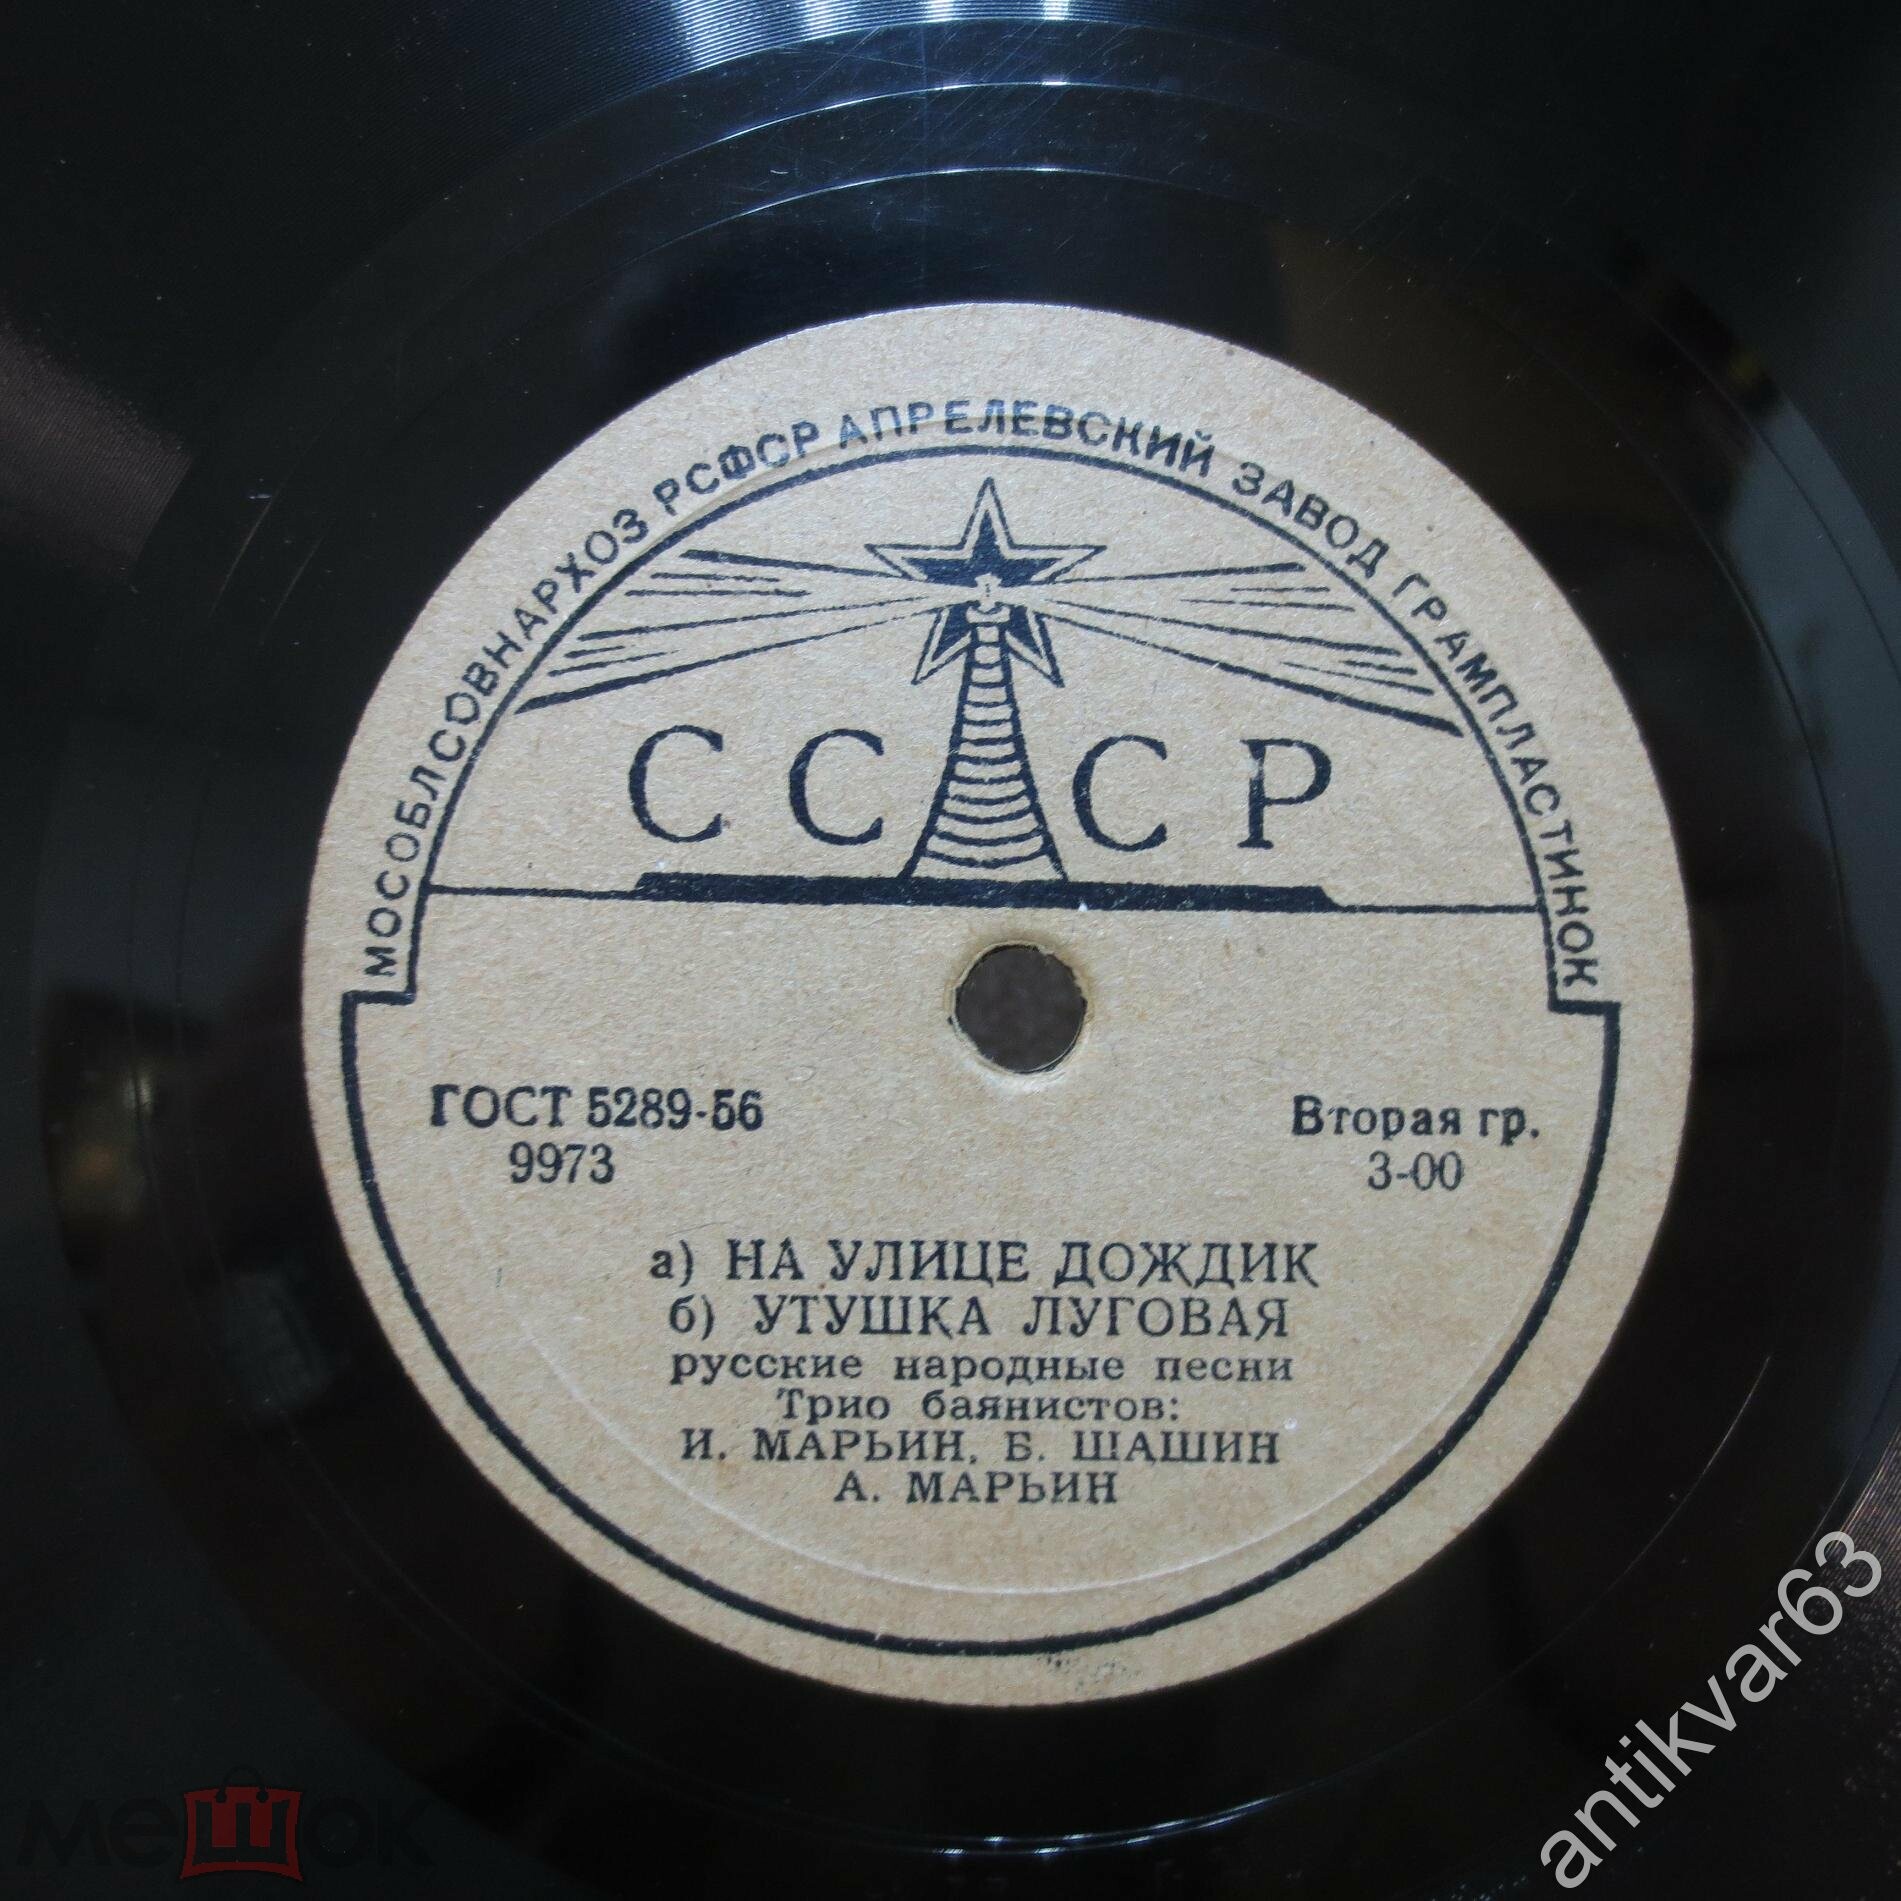 МОСОБЛСОВНАРХОЗ РСФСР АПРЕЛЕВСКИЙ ЗАВОД ГРАМПЛАСТИНОК
СССР
ГОСТ 5289-56
9973
Вторая гр.
3-00
а) НА УЛИЦЕ ДОЖДИК
б) УТУШКА ЛУГОВАЯ
русские народные песни
Трио баянистов:
И. МАРЬИН, Б. ШАШИН
А. МАРЬИН
мешок
antikvar63